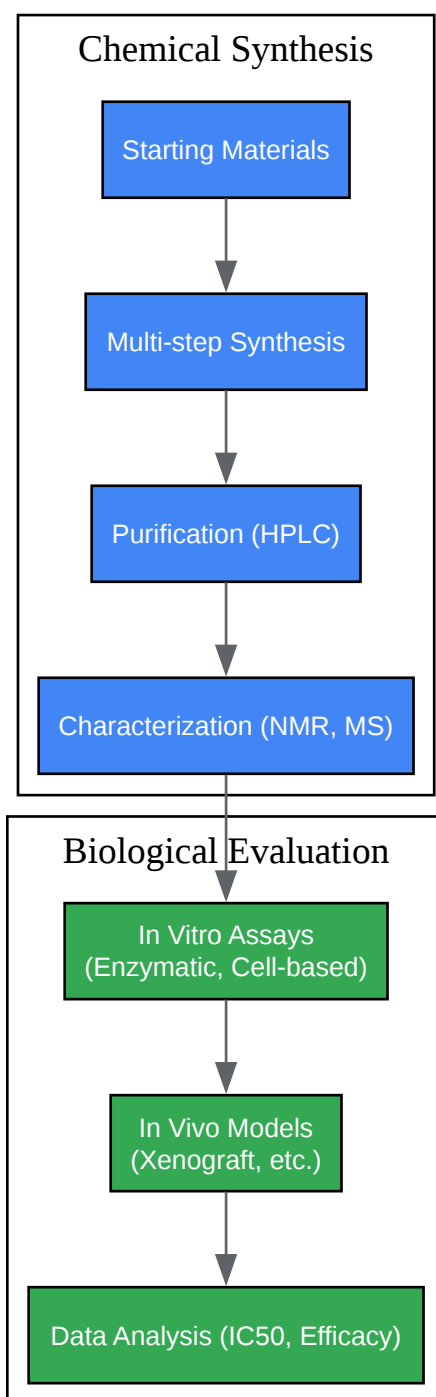 Chemical Synthesis
Starting Materials
Multi-step Synthesis
Purification (HPLC)
Characterization (NMR, MS)
Biological Evaluation
In Vitro Assays
(Enzymatic, Cell-based)
In Vivo Models
(Xenograft, etc.)
Data Analysis (IC50, Efficacy)